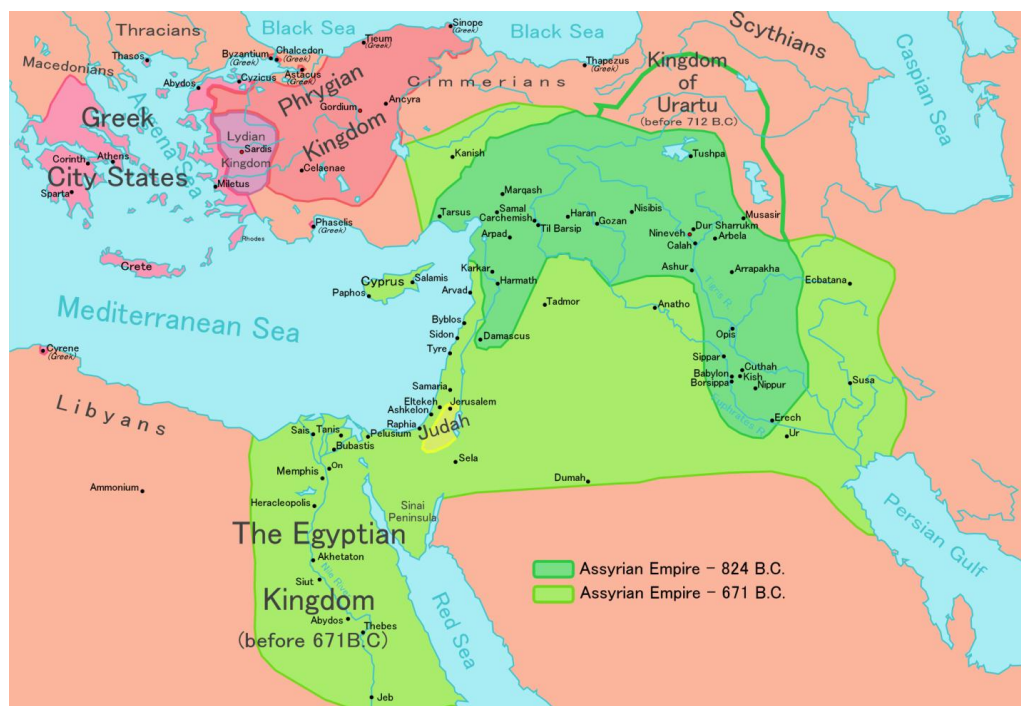 Black Sea
Black Sea
Caspian Sea
Scythians
Thracians
Macedonians
Thasos
Byzantium
(Greek)
Chalcedon
(Greek)
Astacus
(Greek)
Tieum
(Greek)
Sinope
(Greek)
Thapezus
(Greek)
Cimmerians
Kingdom
of
Urartu
(before 712 B.C)
Abydos
Cyzicus
Phrygian
Kingdom
Gordium
Ancyra
Greek
City States
Corinth
Athens
Sparta
Lydian
Sardis
Kingdom
Miletus
Celaenae
Phaselis
(Greek)
Rhodes
Crete
Kanish
Tushpa
Marqash
Tarsus
Samal
Carchemish
Til Barsip
Haran
Gozan
Nisibis
Musasir
Dur Sharrukm
Nineveh
Arbela
Calah
Arpad
Karkar
Harmath
Ashur
Arrapakha
Ecbatana
Cyprus
Salamis
Paphos
Arvad
Tadmor
Anatho
Mediterranean Sea
Byblos
Sidon
Tyre
Damascus
Opis
Sippar
Cuthah
Babylon
Kish
Borsippa
Nippur
Susa
Cyrene
(Greek)
Libyans
Samaria
Eltekeh
Jerusalem
Ashkelon
Raphia
Judah
Erech
Ur
Sais
Tanis
Pelusium
Bubastis
On
Memphis
Sela
Dumah
Ammonium
Heracleopolis
Sinai
Peninsula
Persian Gulf
The Egyptian
Kingdom
(before 671B.C)
Akhetaton
Siut
Abydos
Thebes
Jeb
Red Sea
Assyrian Empire - 824 B.C.
Assyrian Empire - 671 B.C.